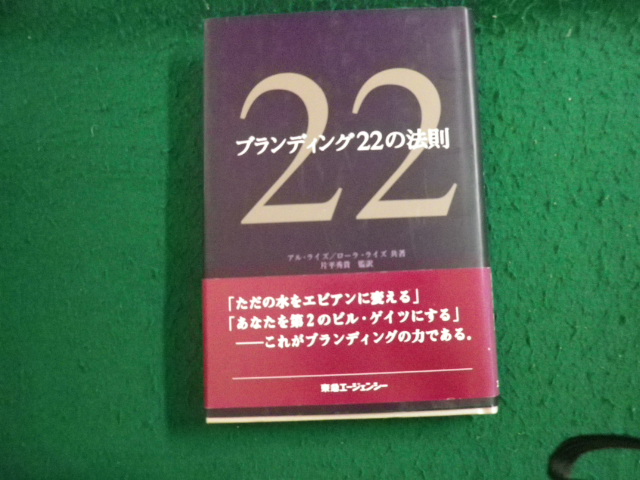 22
ブランディング22の法則
アル・ライズ／ローラ・ライズ 共著
片平秀貴 監訳
「ただの水をエビアンに変える」
「あなたを第2のビル・ゲイツにする」
——これがブランディングの力である。
東急エージェンシー